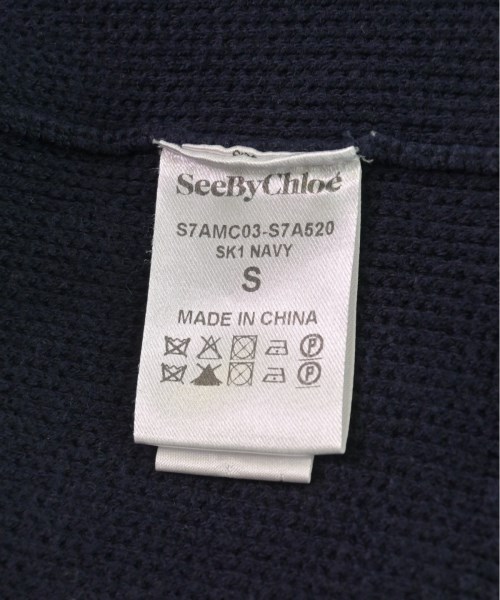 SeeByChloé
S7AMC03-S7A520
SK1 NAVY
S
MADE IN CHINA
P
P